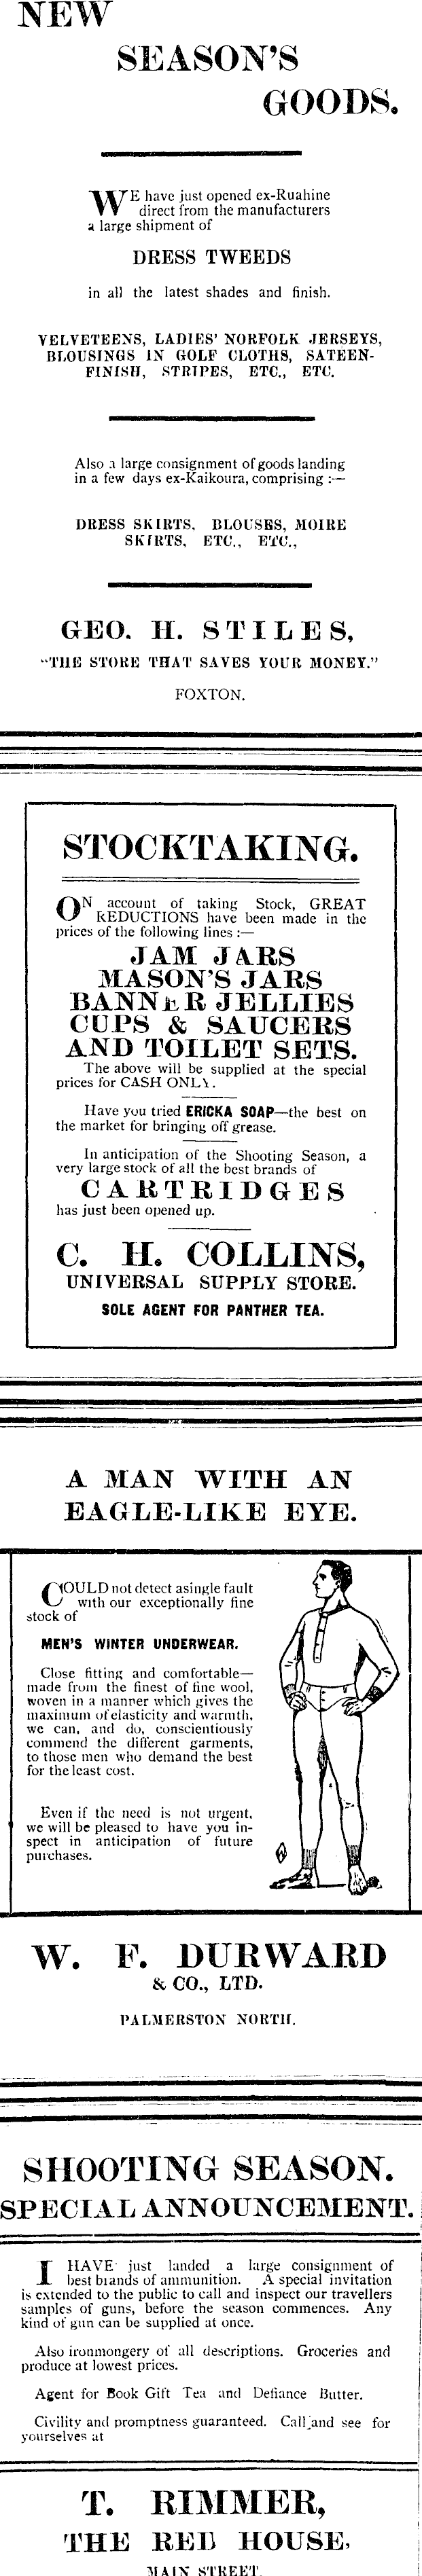 NEW
SEASON'S
GOODS.
WE have just opened ex-Ruahine
direct from the manufacturers
a large shipment of
DRESS TWEEDS
in all the latest shades and finish.
VELVETEENS, LADIES' NORFOLK JERSEYS,
BLOUSINGS IN GOLF CLOTHS, SATEEN-
FINISH, STRIPES, ETC., ETC.
Also a large consignment of goods landing
in a few days ex-Kaikoura, comprising :—
DRESS SKIRTS, BLOUSES, MOIRE
SKIRTS, ETC., ETC.,
GEO. H. STILES,
"THE STORE THAT SAVES YOUR MONEY."
FOXTON.
STOCKTAKING.
ON account of taking Stock, GREAT
REDUCTIONS have been made in the
prices of the following lines :—
JAM JARS
MASON'S JARS
BANNER JELLIES
CUPS & SAUCERS
AND TOILET SETS.
The above will be supplied at the special
prices for CASH ONLY.
Have you tried ERICKA SOAP—the best on
the market for bringing off grease.
In anticipation of the Shooting Season, a
very large stock of all the best brands of
CARTRIDGES
has just been opened up.
C. H. COLLINS,
UNIVERSAL SUPPLY STORE.
SOLE AGENT FOR PANTHER TEA.
A MAN WITH AN
EAGLE-LIKE EYE.
COULD not detect a single fault
with our exceptionally fine
stock of
MEN'S WINTER UNDERWEAR.
Close fitting and comfortable—
made from the finest of fine wool,
woven in a manner which gives the
maximum of elasticity and warmth,
we can, and do, conscientiously
commend the different garments,
to those men who demand the best
for the least cost.
Even if the need is not urgent,
we will be pleased to have you in-
spect in anticipation of future
purchases.
W. F. DURWARD
& CO., LTD.
PALMERSTON NORTH.
SHOOTING SEASON.
SPECIAL ANNOUNCEMENT.
I HAVE just landed a large consignment of
best brands of ammunition. A special invitation
is extended to the public to call and inspect our travellers
samples of guns, before the season commences. Any
kind of gun can be supplied at once.
Also ironmongery of all descriptions. Groceries and
produce at lowest prices.
Agent for Book Gift Tea and Defiance Butter.
Civility and promptness guaranteed. Call and see for
yourselves at
T. RIMMER,
THE RED HOUSE,
MAIN STREET.